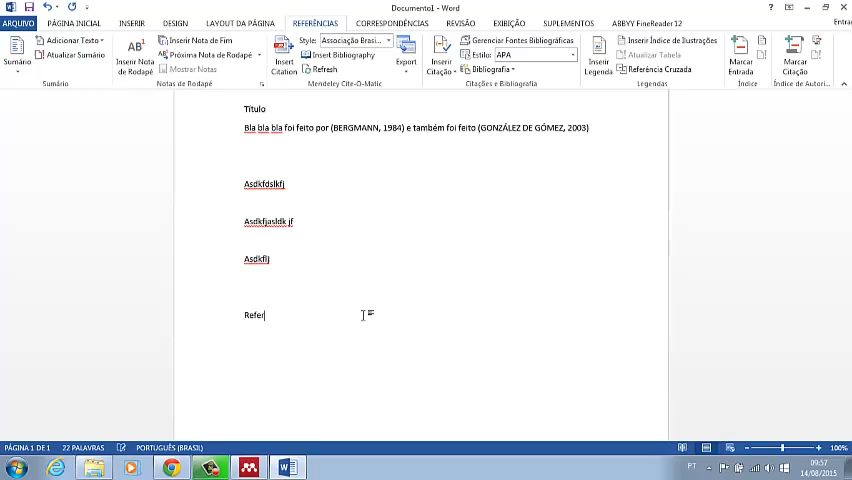 Documento1 - Word
ARQUIVO PÁGINA INICIAL INSERIR DESIGN LAYOUT DA PÁGINA REFERÊNCIAS CORRESPONDÊNCIAS REVISÃO EXIBIÇÃO SUPLEMENTOS ABBYY FineReader 12 Entrar
Sumário
Adicionar Texto
Atualizar Sumário
Sumário
AB¹
Inserir Nota de Rodapé
Inserir Nota de Fim
Próxima Nota de Rodapé
Mostrar Notas
Notas de Rodapé
Insert Citation
Style: Associação Brasi...
Insert Bibliography
Refresh
Export
Mendeley Cite-O-Matic
Inserir Citação
Gerenciar Fontes Bibliográficas
Estilo: APA
Bibliografia
Citações e Bibliografia
Inserir Legenda
Inserir Índice de Ilustrações
Atualizar Tabela
Referência Cruzada
Legendas
Marcar Entrada
Índice
Marcar Citação
Índice de Autori...
Título
Bla bla bla foi feito por (BERGMANN, 1984) e também foi feito (GONZÁLEZ DE GÓMEZ, 2003)
Asdkfdslkfj
Asdkfjasldk jf
Asdkflj
Refer
PÁGINA 1 DE 1 22 PALAVRAS PORTUGUÊS (BRASIL) 100%
PT 09:57
14/08/2015